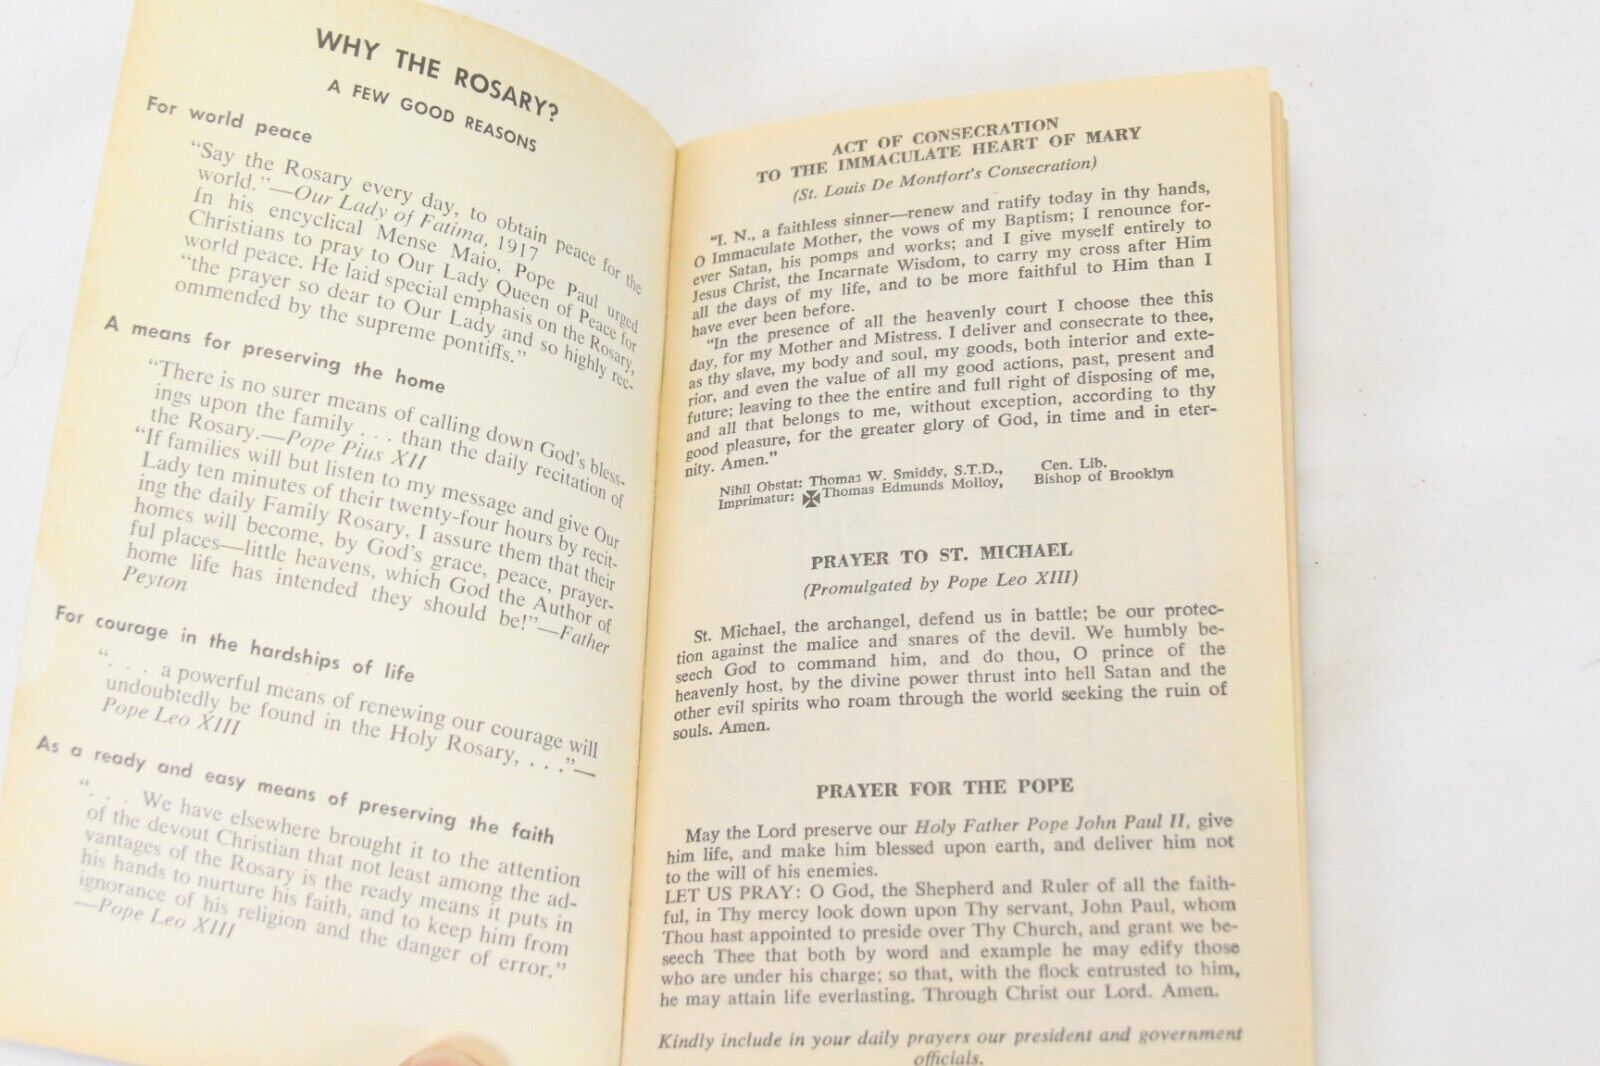 WHY THE ROSARY?
A FEW GOOD REASONS
For world peace
“Say the Rosary every day, to obtain peace for the
world.”—Our Lady of Fatima, 1917
In his encyclical Mense Maio, Pope Paul urged
Christians to pray to Our Lady Queen of Peace for
world peace. He laid special emphasis on the Rosary,
“the prayer so dear to Our Lady and so highly rec-
ommended by the supreme pontiffs.”
A means for preserving the home
“There is no surer means of calling down God's bless-
ings upon the family . . . than the daily recitation of
the Rosary.—Pope Pius XII
“If families will but listen to my message and give Our
Lady ten minutes of their twenty-four hours by recit-
ing the daily Family Rosary, I assure them that their
homes will become, by God's grace, peace, prayer-
ful places—little heavens, which God the Author of
home life has intended they should be!”—Father
Peyton
For courage in the hardships of life
“. . . a powerful means of renewing our courage will
undoubtedly be found in the Holy Rosary, . . .”—
Pope Leo XIII
As a ready and easy means of preserving the faith
“. . . We have elsewhere brought it to the attention
of the devout Christian that not least among the ad-
vantages of the Rosary is the ready means it puts in
his hands to nurture his faith, and to keep him from
ignorance of his religion and the danger of error.”
—Pope Leo XIII
ACT OF CONSECRATION
TO THE IMMACULATE HEART OF MARY
(St. Louis De Montfort's Consecration)
“I. N., a faithless sinner—renew and ratify today in thy hands,
O Immaculate Mother, the vows of my Baptism; I renounce for-
ever Satan, his pomps and works; and I give myself entirely to
Jesus Christ, the Incarnate Wisdom, to carry my cross after Him
all the days of my life, and to be more faithful to Him than I
have ever been before.
“In the presence of all the heavenly court I choose thee this
day, for my Mother and Mistress. I deliver and consecrate to thee,
as thy slave, my body and soul, my goods, both interior and exte-
rior, and even the value of all my good actions, past, present and
future; leaving to thee the entire and full right of disposing of me,
and all that belongs to me, without exception, according to thy
good pleasure, for the greater glory of God, in time and in eter-
nity. Amen.”
Nihil Obstat: Thomas W. Smiddy, S.T.D., Cen. Lib.
Imprimatur: ✠Thomas Edmunds Molloy, Bishop of Brooklyn
PRAYER TO ST. MICHAEL
(Promulgated by Pope Leo XIII)
St. Michael, the archangel, defend us in battle; be our protec-
tion against the malice and snares of the devil. We humbly be-
seech God to command him, and do thou, O prince of the
heavenly host, by the divine power thrust into hell Satan and the
other evil spirits who roam through the world seeking the ruin of
souls. Amen.
PRAYER FOR THE POPE
May the Lord preserve our Holy Father Pope John Paul II, give
him life, and make him blessed upon earth, and deliver him not
to the will of his enemies.
LET US PRAY: O God, the Shepherd and Ruler of all the faith-
ful, in Thy mercy look down upon Thy servant, John Paul, whom
Thou hast appointed to preside over Thy Church, and grant we be-
seech Thee that both by word and example he may edify those
who are under his charge; so that, with the flock entrusted to him,
he may attain life everlasting. Through Christ our Lord. Amen.
Kindly include in your daily prayers our president and government
officials.